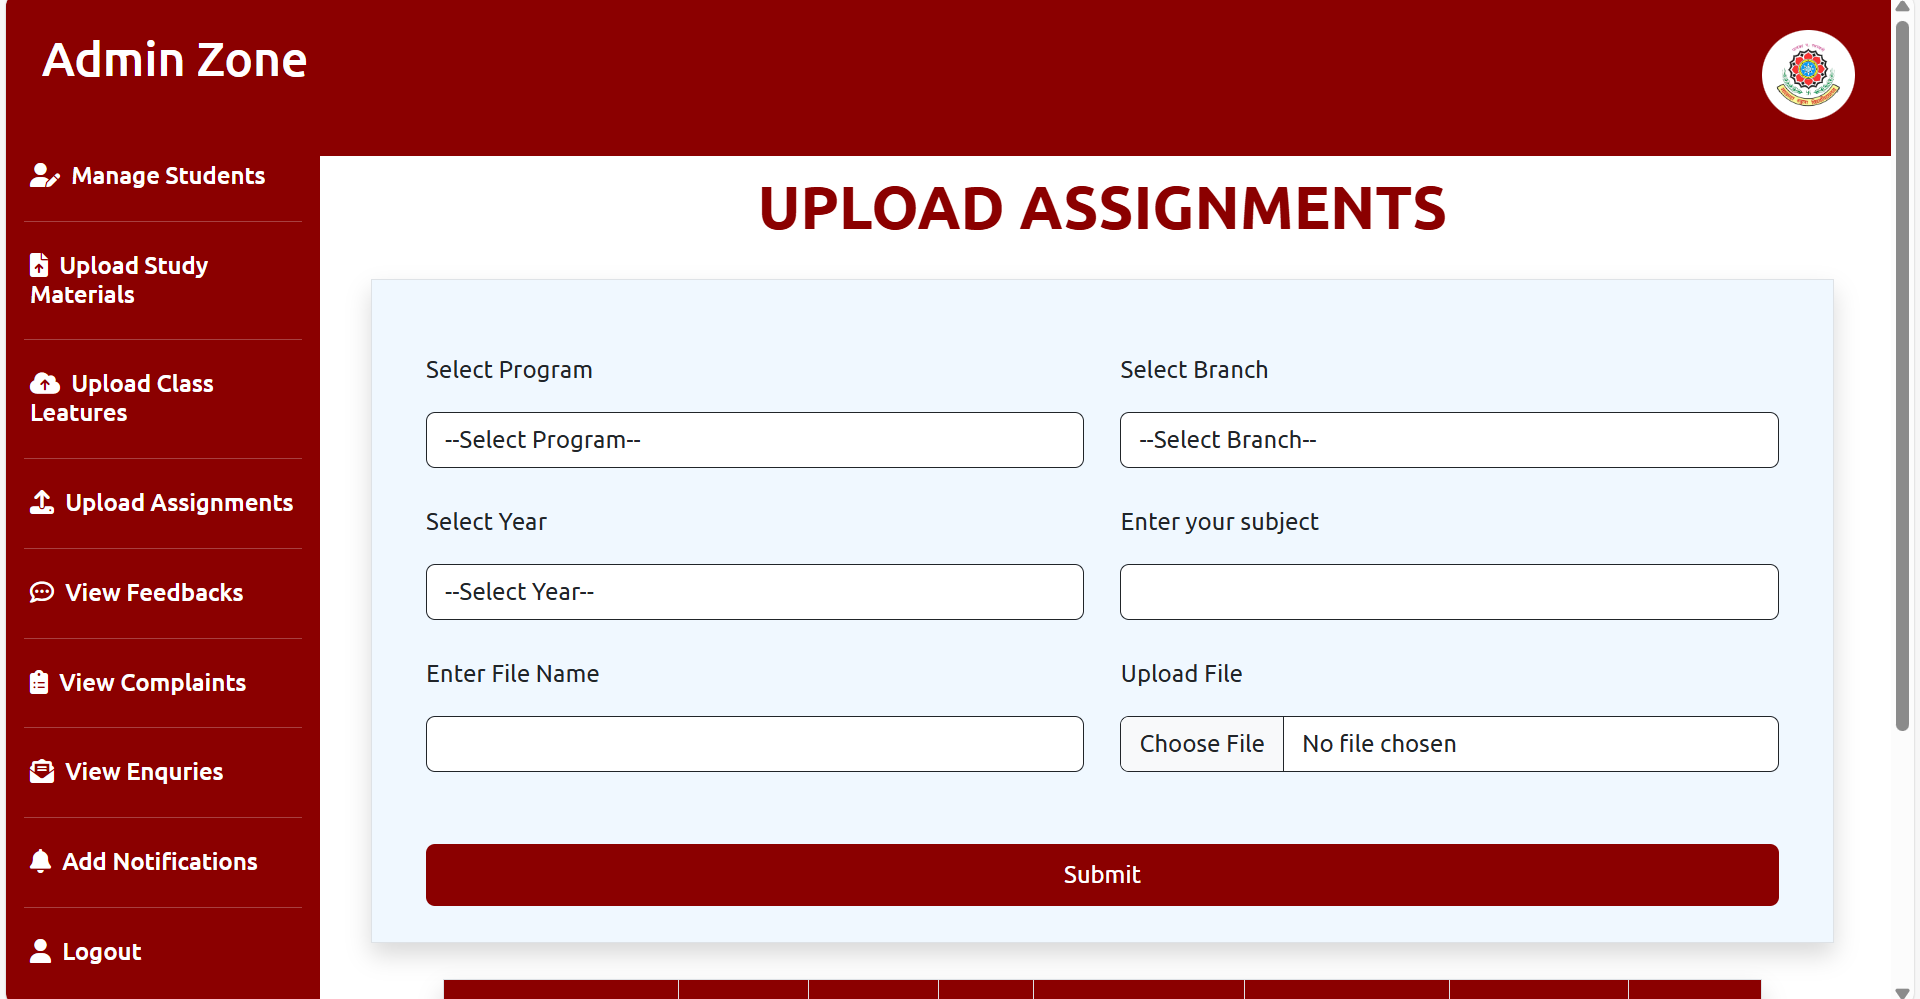 Admin Zone
Manage Students
Upload Study
Materials
Upload Class
Leatures
Upload Assignments
View Feedbacks
View Complaints
View Enquries
Add Notifications
Logout
UPLOAD ASSIGNMENTS
Select Program
Select Branch
--Select Program--
--Select Branch--
Select Year
Enter your subject
--Select Year--
Enter File Name
Upload File
Choose File
No file chosen
Submit